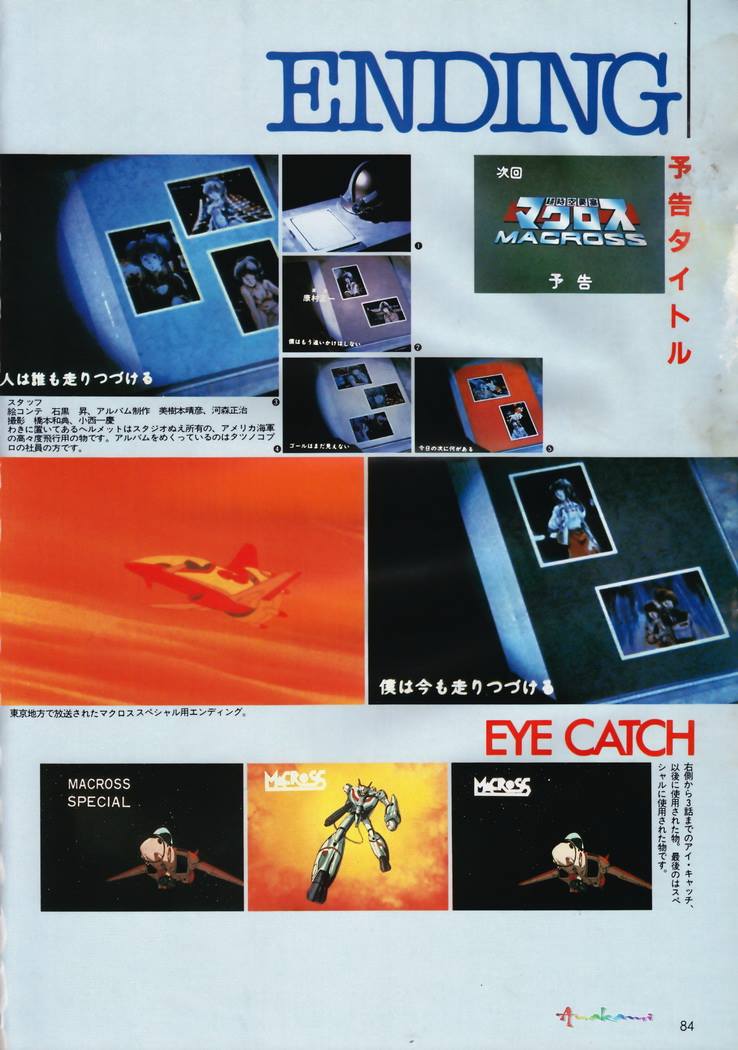 ENDING
予告タイトル
次回
超時空要塞
マクロス
MACROSS
予告
人は誰も走りつづける
❶
僕はもう追いかけはしない
❷
❸
ゴールはまだ見えない
❹
今日の次に何がある
❺
スタッフ
絵コンテ 石黒 昇、アルバム制作 美樹本晴彦、河森正治
撮影 橋本和典、小西一慶
わきに置いてあるヘルメットはスタジオぬえ所有の、アメリカ海軍
の高々度飛行用の物です。アルバムをめくっているのはタツノコプ
ロの社員の方です。
僕は今も走りつづける
東京地方で放送されたマクロススペシャル用エンディング。
EYE CATCH
右側から3話までのアイ・キャッチ、
以後に使用された物。最後のはスペ
シャルに使用された物です。
MACROSS
SPECIAL
MACROSS
MACROSS
Anakami
84